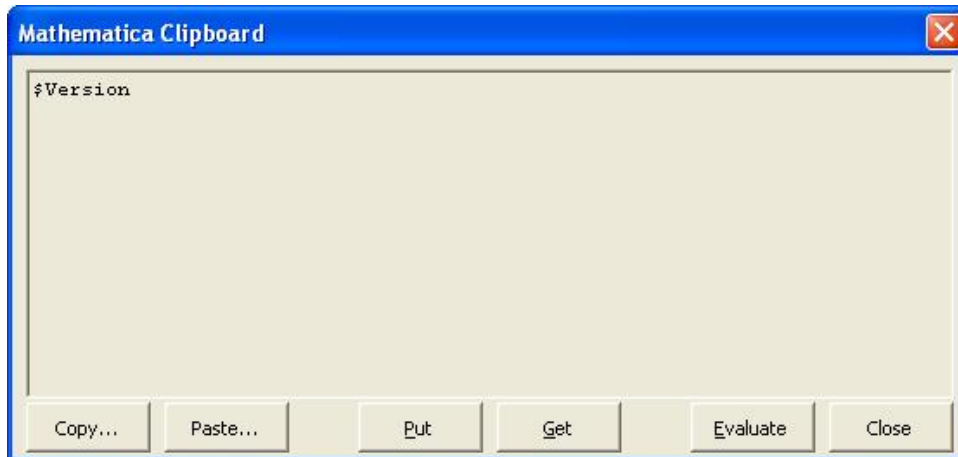 Mathematica Clipboard
$Version
Copy... Paste... Put Get Evaluate Close